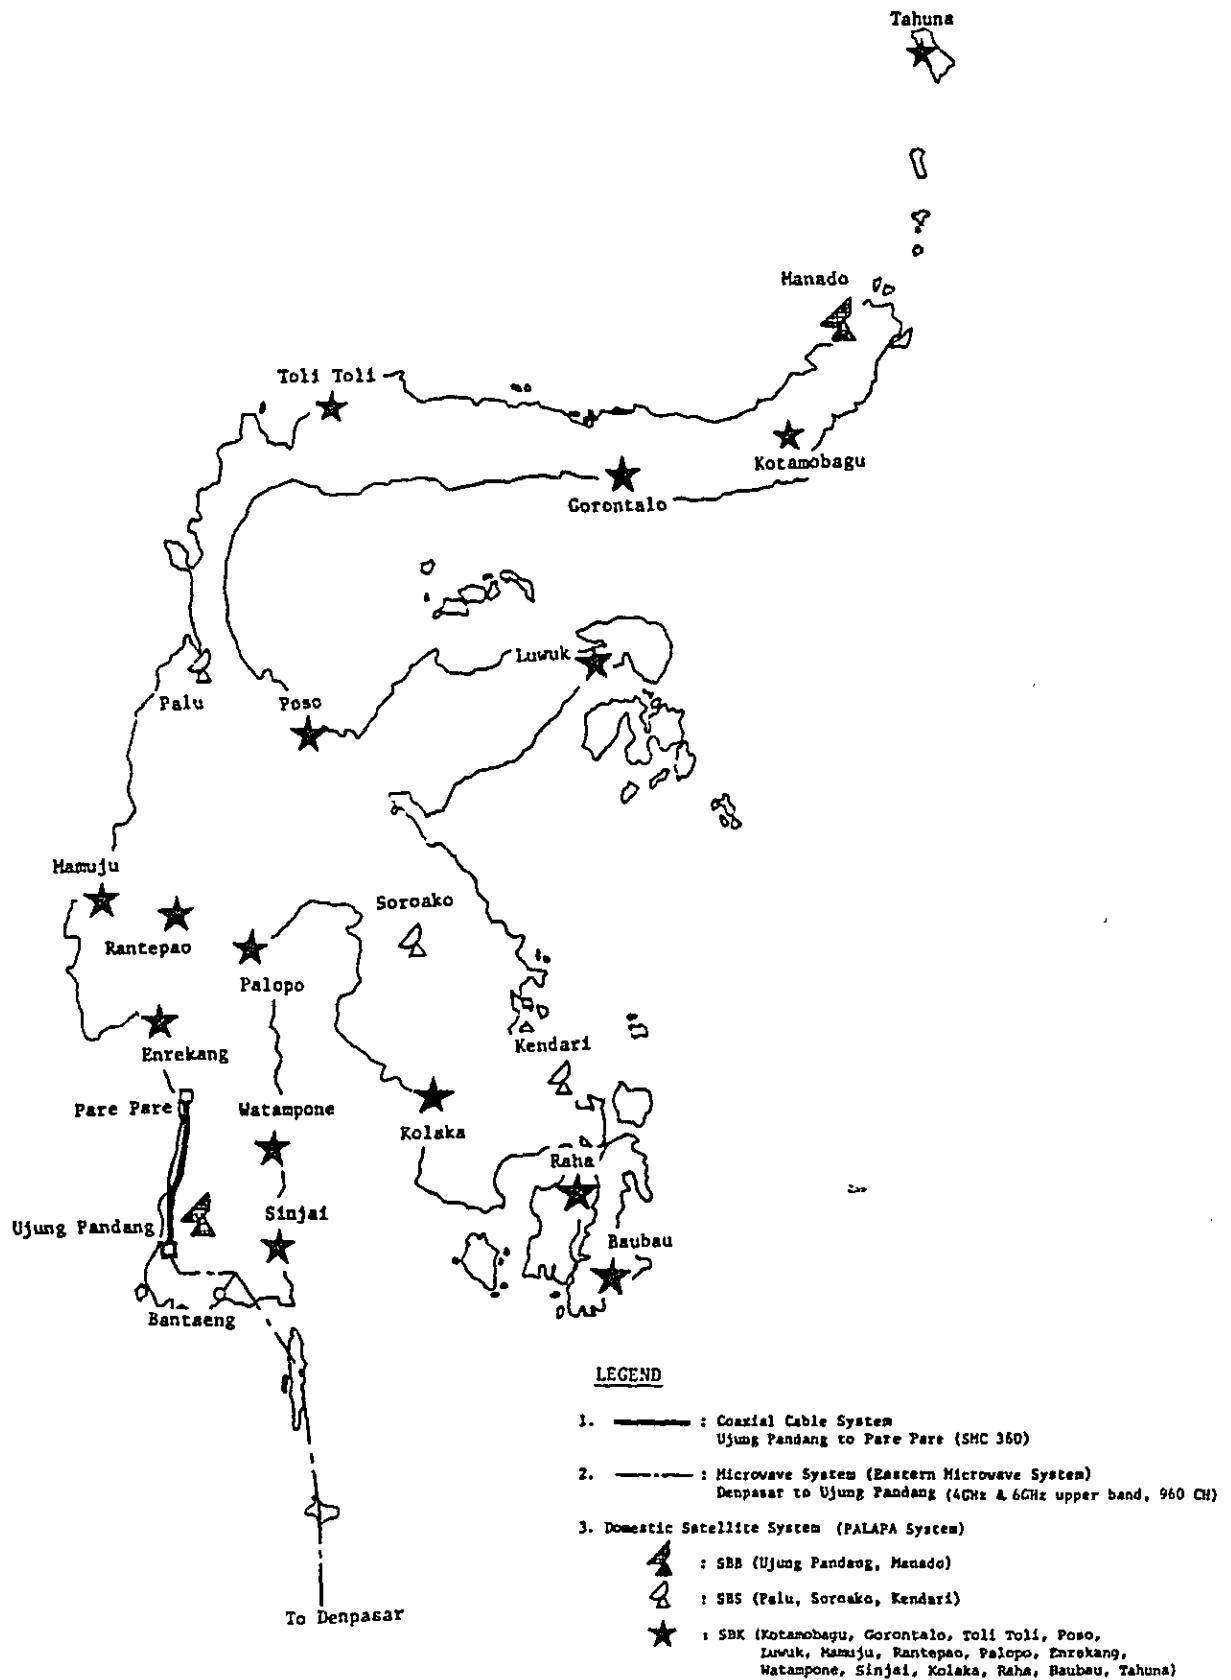 Tahuna
Manado
Toli Toli
Kotamobagu
Gorontalo
Luwuk
Palu
Poso
Mamuju
Soroako
Rantepao
Palopo
Kendari
Enrekang
Pare Pare
Watampone
Kolaka
Raha
Ujung Pandang
Sinjai
Baubau
Bantaeng
To Denpasar
LEGEND
1. : Coaxial Cable System
Ujung Pandang to Pare Pare (SMC 360)
2. : Microwave System (Eastern Microwave System)
Denpasar to Ujung Pandang (4GHz & 6GHz upper band, 960 CH)
3. Domestic Satellite System (PALAPA System)
: SBB (Ujung Pandang, Manado)
: SBS (Palu, Soroako, Kendari)
: SBK (Kotamobagu, Gorontalo, Toli Toli, Poso,
Luwuk, Mamuju, Rantepao, Palopo, Enrekang,
Watampone, Sinjai, Kolaka, Raha, Baubau, Tahuna)